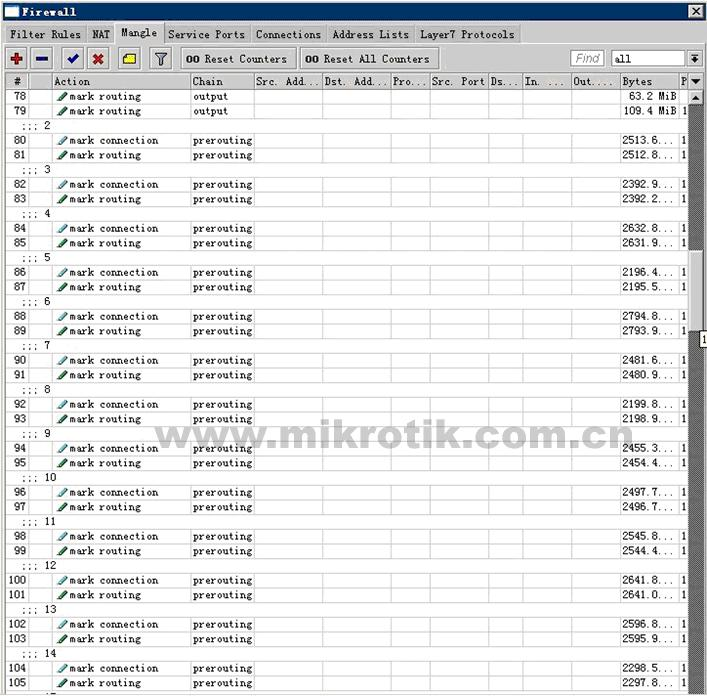 Firewall
Filter Rules NAT Mangle Service Ports Connections Address Lists Layer7 Protocols
00 Reset Counters 00 Reset All Counters Find all
# Action Chain Src. Add... Dst. Add... Pro... Src. Port Ds... In. ... Out.... Bytes P
78 mark routing output 63.2 MiB
79 mark routing output 109.4 MiB 1
;;; 2
80 mark connection prerouting 2513.6... 1
81 mark routing prerouting 2512.8... 1
;;; 3
82 mark connection prerouting 2392.9... 1
83 mark routing prerouting 2392.2... 1
;;; 4
84 mark connection prerouting 2632.8... 1
85 mark routing prerouting 2631.9... 1
;;; 5
86 mark connection prerouting 2196.4... 1
87 mark routing prerouting 2195.5... 1
;;; 6
88 mark connection prerouting 2794.8... 1
89 mark routing prerouting 2793.9... 1
;;; 7
90 mark connection prerouting 2481.6... 1
91 mark routing prerouting 2480.9... 1
;;; 8
92 mark connection prerouting 2199.8... 1
93 mark routing prerouting 2198.9... 1
;;; 9
www.mikrotik.com.cn
94 mark connection prerouting 2455.3... 1
95 mark routing prerouting 2454.4... 1
;;; 10
96 mark connection prerouting 2497.7... 1
97 mark routing prerouting 2496.7... 1
;;; 11
98 mark connection prerouting 2545.8... 1
99 mark routing prerouting 2544.4... 1
;;; 12
100 mark connection prerouting 2641.8... 1
101 mark routing prerouting 2641.0... 1
;;; 13
102 mark connection prerouting 2596.8... 1
103 mark routing prerouting 2595.9... 1
;;; 14
104 mark connection prerouting 2298.5... 1
105 mark routing prerouting 2297.8... 1